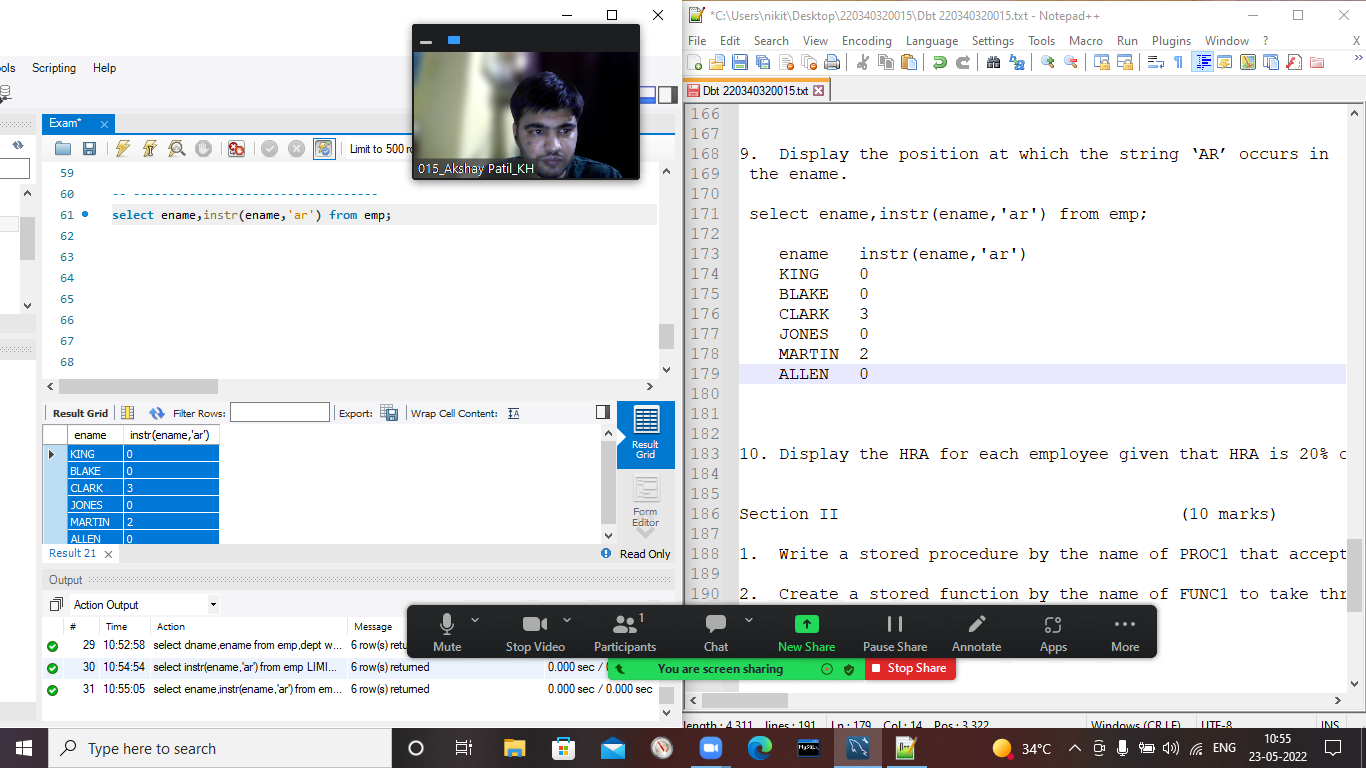 *C:\Users\nikit\Desktop\220340320015\Dbt 220340320015.txt - Notepad++
File Edit Search View Encoding Language Settings Tools Macro Run Plugins Window ? X
Scripting Help
Dbt 220340320015.txt
Exam*
Limit to 500
015_Akshay Patil_KH
59
60 -- -----------------------------------
61 select ename,instr(ename,'ar') from emp;
62
63
64
65
66
67
68
Result Grid Filter Rows: Export: Wrap Cell Content:
ename instr(ename,'ar')
KING 0
BLAKE 0
CLARK 3
JONES 0
MARTIN 2
ALLEN 0
Result Grid
Form Editor
Result 21
Read Only
Output
Action Output
# Time Action Message
29 10:52:58 select dname,ename from emp,dept w... 6 row(s)
30 10:54:54 select instr(ename,'ar') from emp LIMI... 6 row(s) returned 0.000 sec /
31 10:55:05 select ename,instr(ename,'ar') from em... 6 row(s) returned 0.000 sec / 0.000 sec
166
167
168 9. Display the position at which the string ‘AR’ occurs in
169 the ename.
170
171 select ename,instr(ename,'ar') from emp;
172
173 ename instr(ename,'ar')
174 KING 0
175 BLAKE 0
176 CLARK 3
177 JONES 0
178 MARTIN 2
179 ALLEN 0
180
181
182
183 10. Display the HRA for each employee given that HRA is 20%
184
185
186 Section II (10 marks)
187
188 1. Write a stored procedure by the name of PROC1 that accept
189
190 2. Create a stored function by the name of FUNC1 to take
Mute Stop Video Participants 1 Chat New Share Pause Share Annotate Apps More
You are screen sharing Stop Share
length : 4,311 lines : 191 Ln : 179 Col : 14 Pos : 3,322 Windows (CR LF) UTF-8 INS
Type here to search
34°C ENG 10:55
23-05-2022